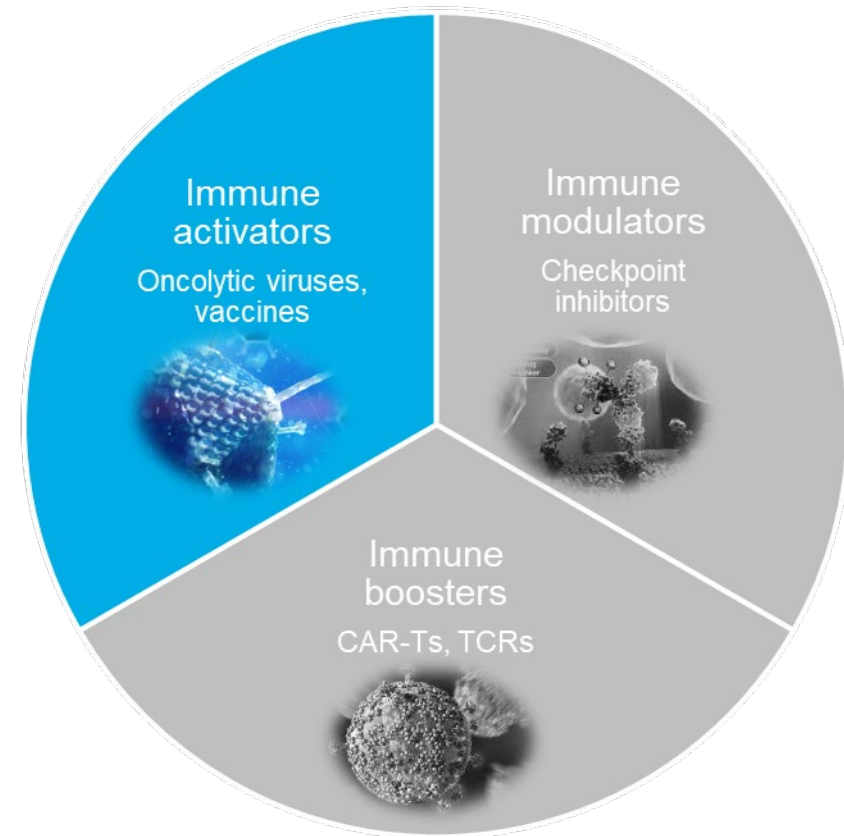 Immune
activators
Oncolytic viruses,
vaccines
Immune
modulators
Checkpoint
inhibitors
Immune
boosters
CAR-Ts, TCRs